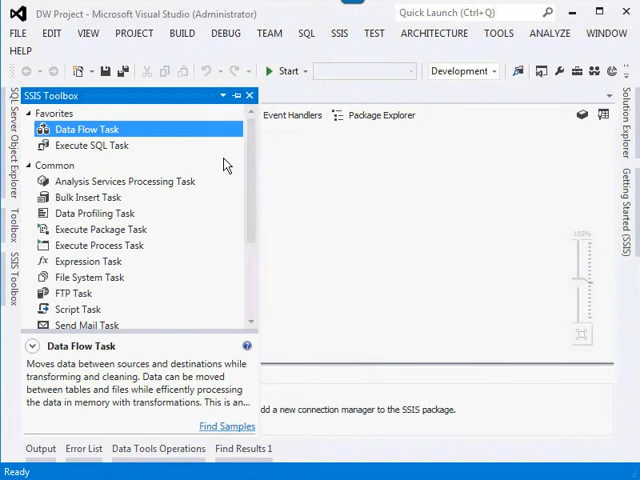 DW Project - Microsoft Visual Studio (Administrator)
Quick Launch (Ctrl+Q)
FILE EDIT VIEW PROJECT BUILD DEBUG TEAM SQL SSIS TEST ARCHITECTURE TOOLS ANALYZE WINDOW
HELP
Start
Development
SSIS Toolbox
Event Handlers
Package Explorer
SQL Server Object Explorer
Toolbox
SSIS Toolbox
Favorites
Data Flow Task
Execute SQL Task
Common
Analysis Services Processing Task
Bulk Insert Task
Data Profiling Task
Execute Package Task
Execute Process Task
Expression Task
File System Task
FTP Task
Script Task
Send Mail Task
Data Flow Task
Moves data between sources and destinations while
transforming and cleaning. Data can be moved
between tables and files while efficently processing
the data in memory with transformations. This is an...
Find Samples
100%
Solution Explorer
Getting Started (SSIS)
dd a new connection manager to the SSIS package.
Output Error List Data Tools Operations Find Results 1
Ready